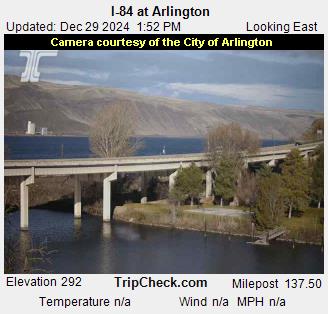 I-84 at Arlington
Updated: Dec 29 2024 1:52 PM Looking East
Camera courtesy of the City of Arlington
Elevation 292 TripCheck.com Milepost 137.50
Temperature n/a Wind n/a MPH n/a